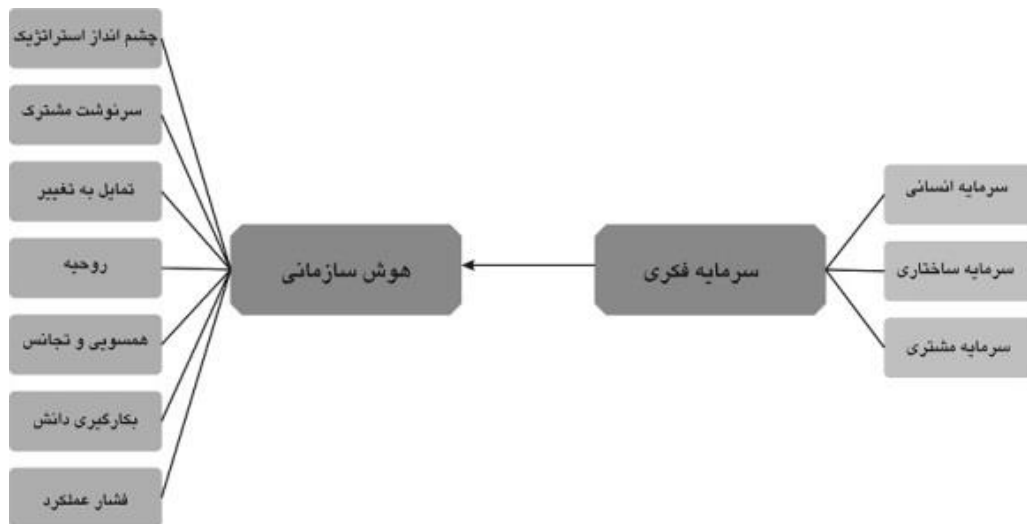 سرمایه انسانی
سرمایه ساختاری
سرمایه مشتری
سرمایه فکری
هوش سازمانی
چشم انداز استراتژیک
سرنوشت مشترک
تمایل به تغییر
روحیه
همسویی و تجانس
بکارگیری دانش
فشار عملکرد